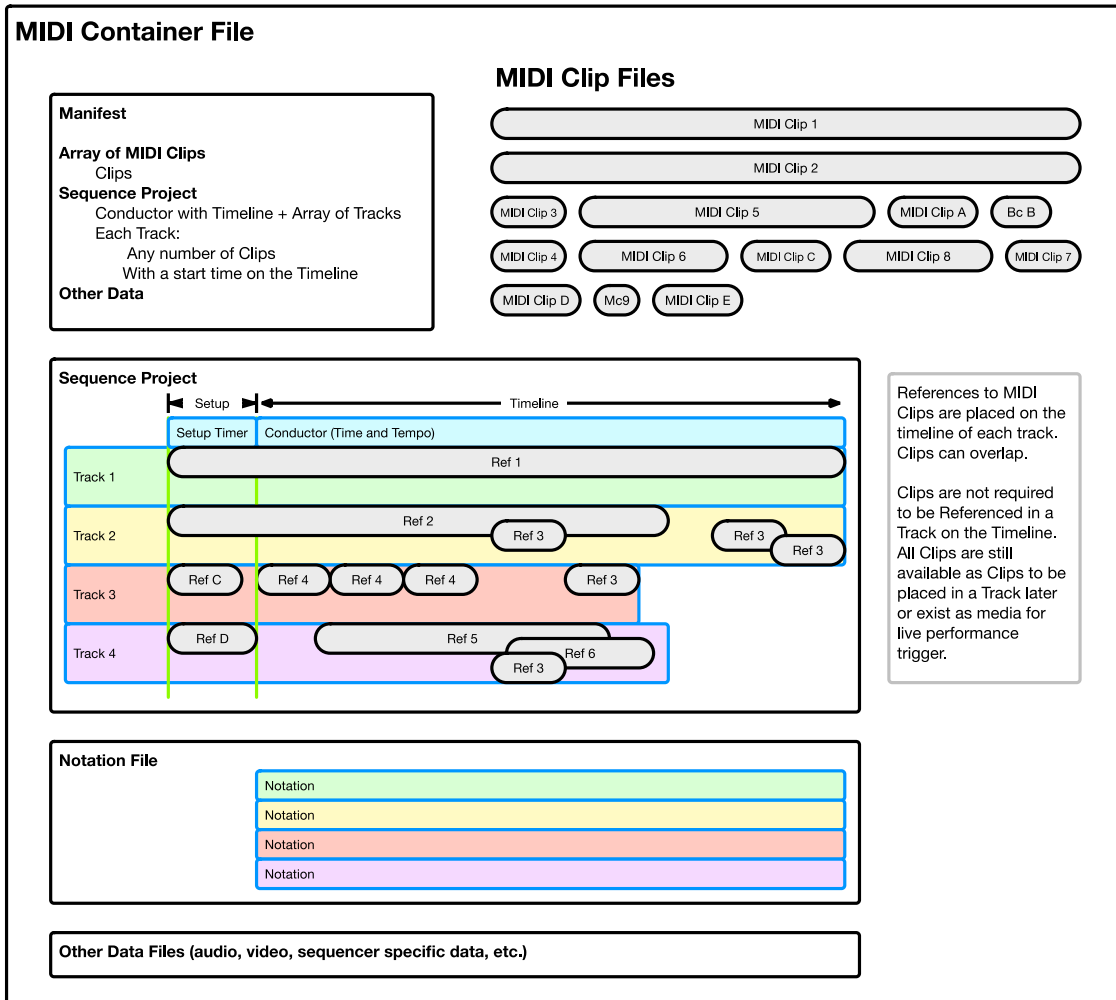 MIDI Container File
Manifest
Array of MIDI Clips
Clips
Sequence Project
Conductor with Timeline + Array of Tracks
Each Track:
Any number of Clips
With a start time on the Timeline
Other Data
MIDI Clip Files
MIDI Clip 1
MIDI Clip 2
MIDI Clip 3 MIDI Clip 5 MIDI Clip A Bc B
MIDI Clip 4 MIDI Clip 6 MIDI Clip C MIDI Clip 8 MIDI Clip 7
MIDI Clip D Mc9 MIDI Clip E
Sequence Project
Setup Timeline
Setup Timer Conductor (Time and Tempo)
Track 1 Ref 1
Track 2 Ref 2 Ref 3 Ref 3 Ref 3
Track 3 Ref C Ref 4 Ref 4 Ref 4 Ref 3
Track 4 Ref D Ref 5 Ref 6 Ref 3
References to MIDI
Clips are placed on the
timeline of each track.
Clips can overlap.
Clips are not required
to be Referenced in a
Track on the Timeline.
All Clips are still
available as Clips to be
placed in a Track later
or exist as media for
live performance
trigger.
Notation File
Notation
Notation
Notation
Notation
Other Data Files (audio, video, sequencer specific data, etc.)